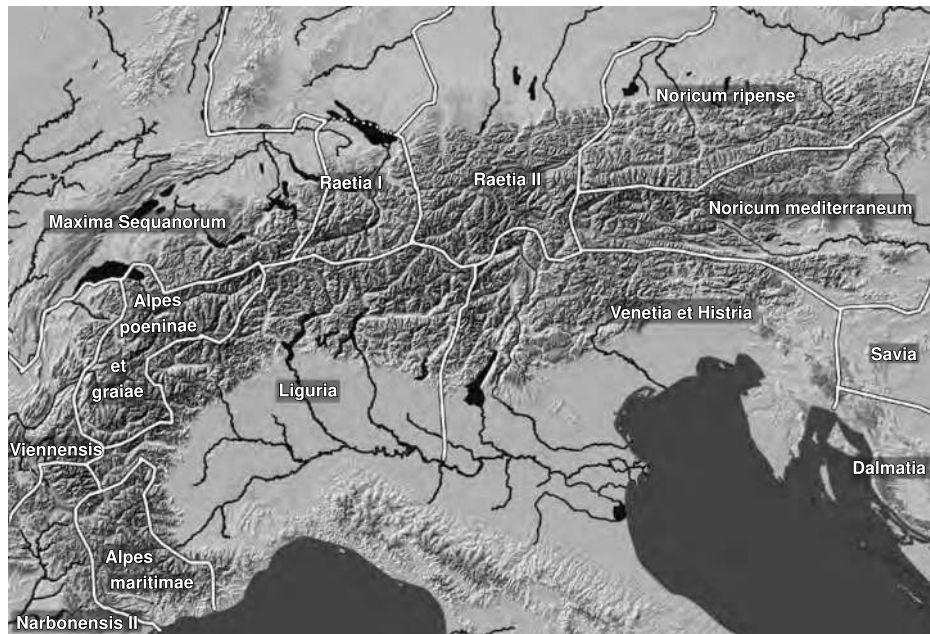 Noricum ripense
Raetia I
Raetia II
Maxima Sequanorum
Noricum mediterraneum
Alpes
poeninae
et
graiae
Venetia et Histria
Savia
Liguria
Viennensis
Dalmatia
Alpes
maritimae
Narbonensis II